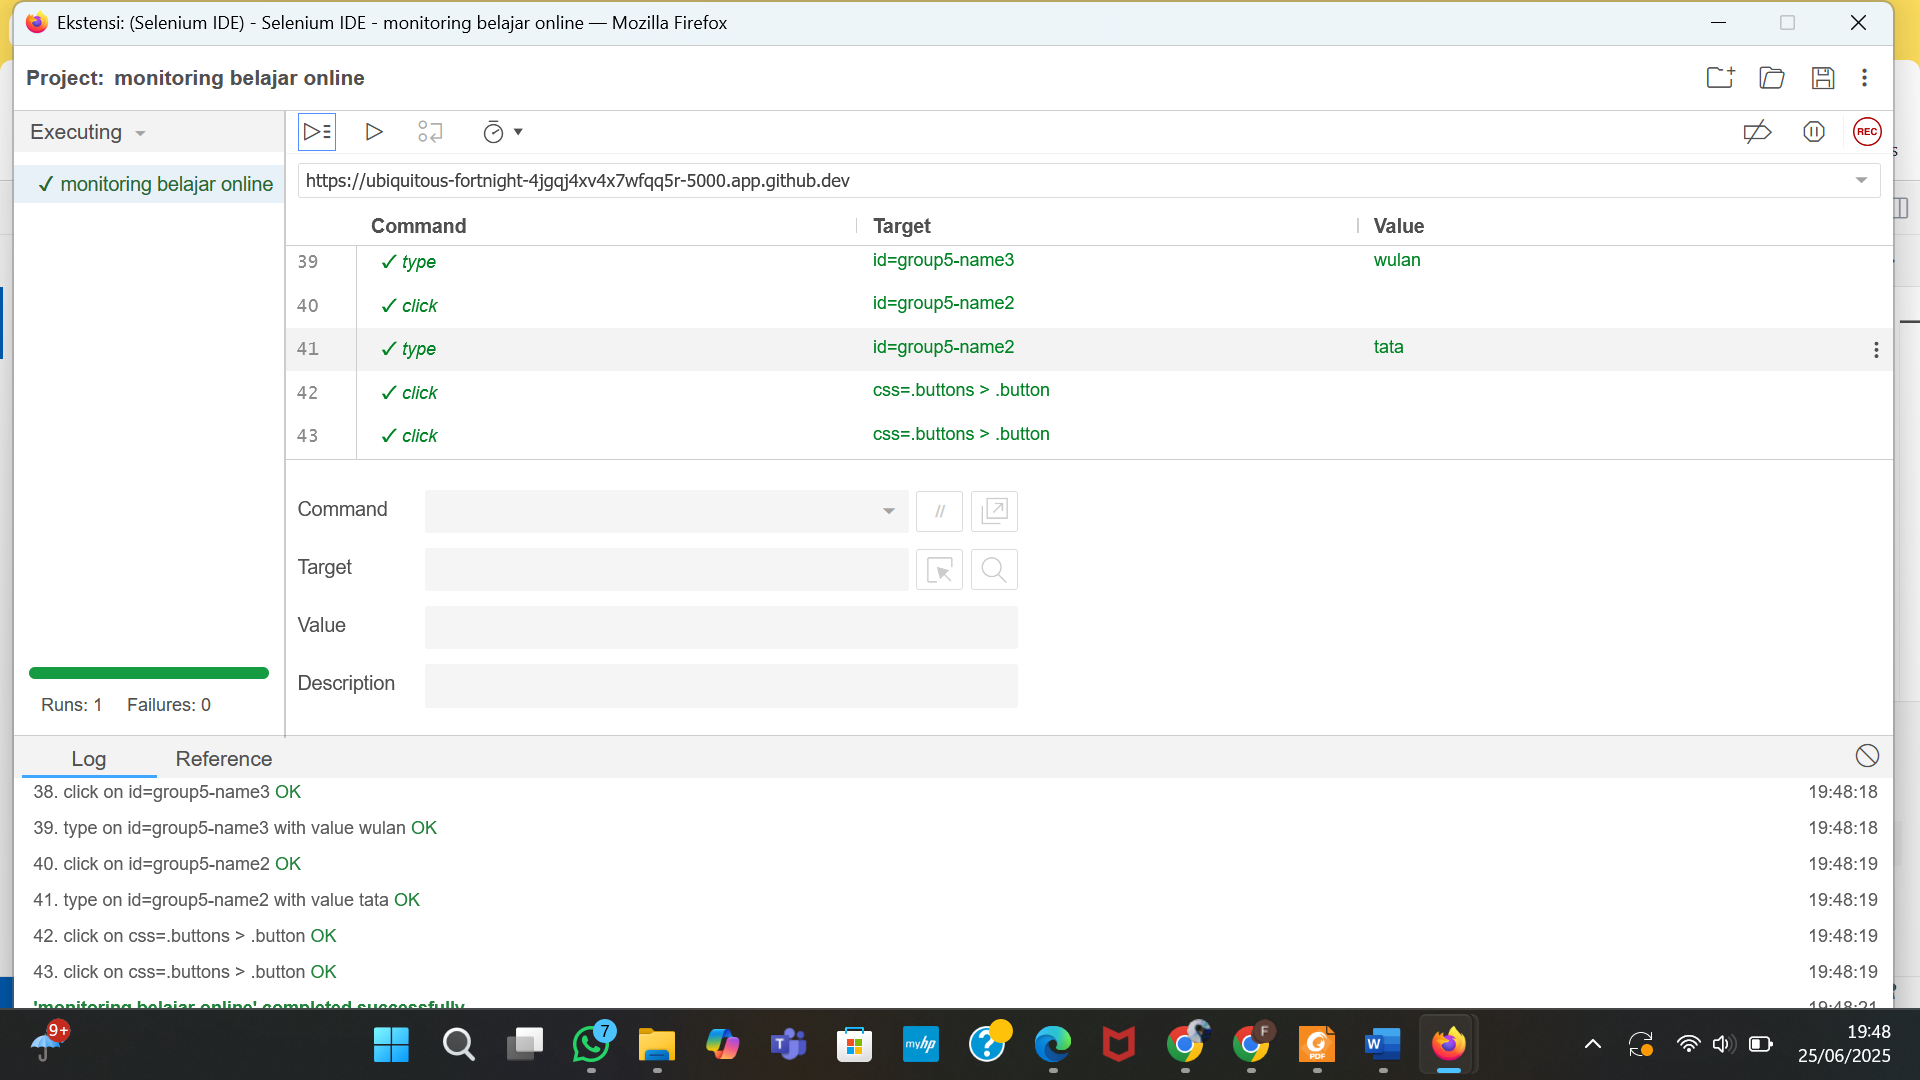 Ekstensi: (Selenium IDE) - Selenium IDE - monitoring belajar online — Mozilla Firefox
Project: monitoring belajar online
Executing
REC
✓ monitoring belajar online
https://ubiquitous-fortnight-4jgqj4xv4x7wfqq5r-5000.app.github.dev
Command Target Value
39 ✓ type id=group5-name3 wulan
40 ✓ click id=group5-name2
41 ✓ type id=group5-name2 tata
42 ✓ click css=.buttons > .button
43 ✓ click css=.buttons > .button
Command
//
Target
Value
Description
Runs: 1 Failures: 0
Log Reference
38. click on id=group5-name3 OK 19:48:18
39. type on id=group5-name3 with value wulan OK 19:48:18
40. click on id=group5-name2 OK 19:48:19
41. type on id=group5-name2 with value tata OK 19:48:19
42. click on css=.buttons > .button OK 19:48:19
43. click on css=.buttons > .button OK 19:48:19
'monitoring belajar online' completed successfully 19:48:21
9+
7
T
myhp
?
F
PDF
W
19:48
25/06/2025